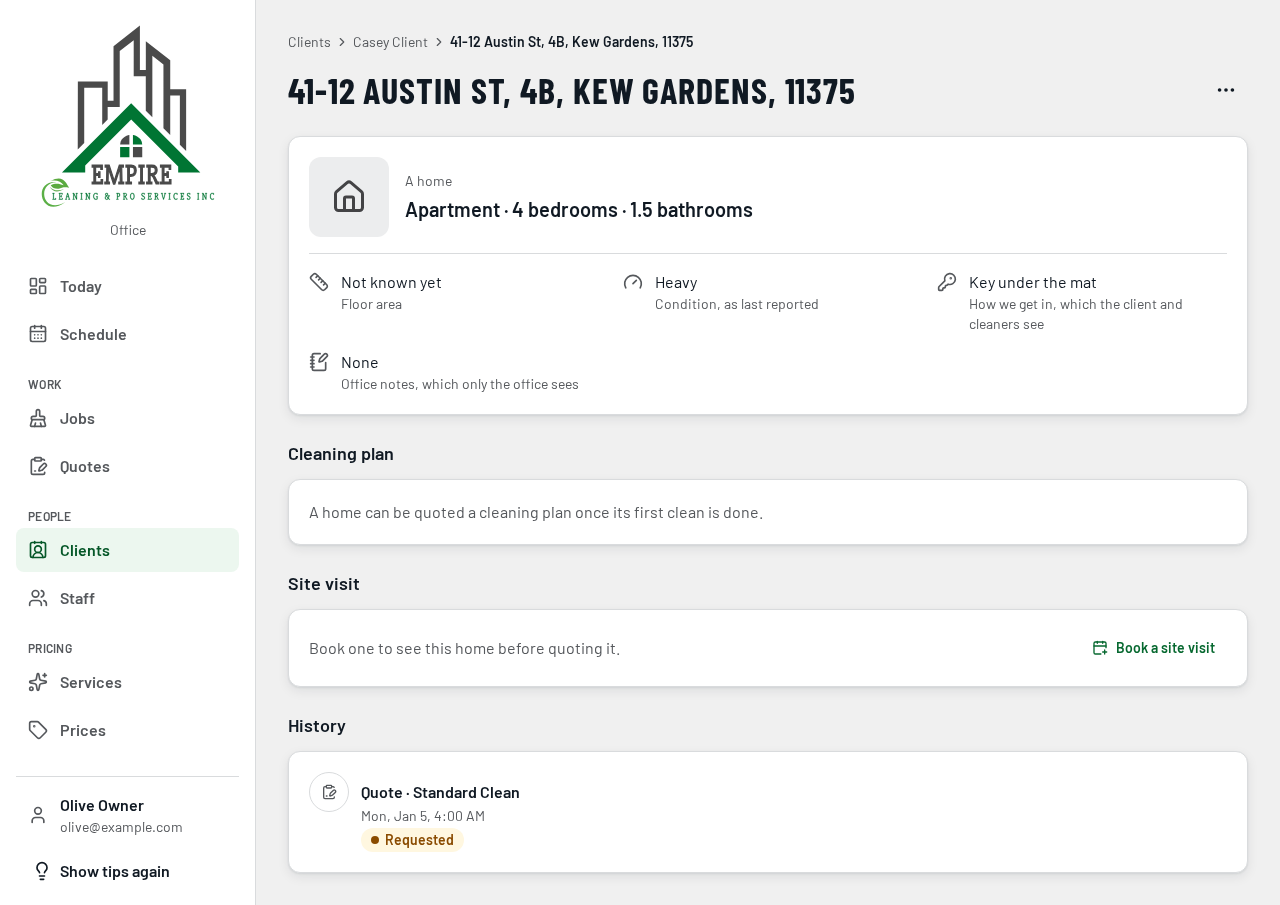 EMPIRE
LEANING & PRO SERVICES INC
Office
Today
Schedule
WORK
Jobs
Quotes
PEOPLE
Clients
Staff
PRICING
Services
Prices
Olive Owner
olive@example.com
Show tips again
Clients > Casey Client > 41-12 Austin St, 4B, Kew Gardens, 11375
41-12 AUSTIN ST, 4B, KEW GARDENS, 11375
A home
Apartment · 4 bedrooms · 1.5 bathrooms
Not known yet
Floor area
Heavy
Condition, as last reported
Key under the mat
How we get in, which the client and
cleaners see
None
Office notes, which only the office sees
Cleaning plan
A home can be quoted a cleaning plan once its first clean is done.
Site visit
Book one to see this home before quoting it.
Book a site visit
History
Quote · Standard Clean
Mon, Jan 5, 4:00 AM
Requested